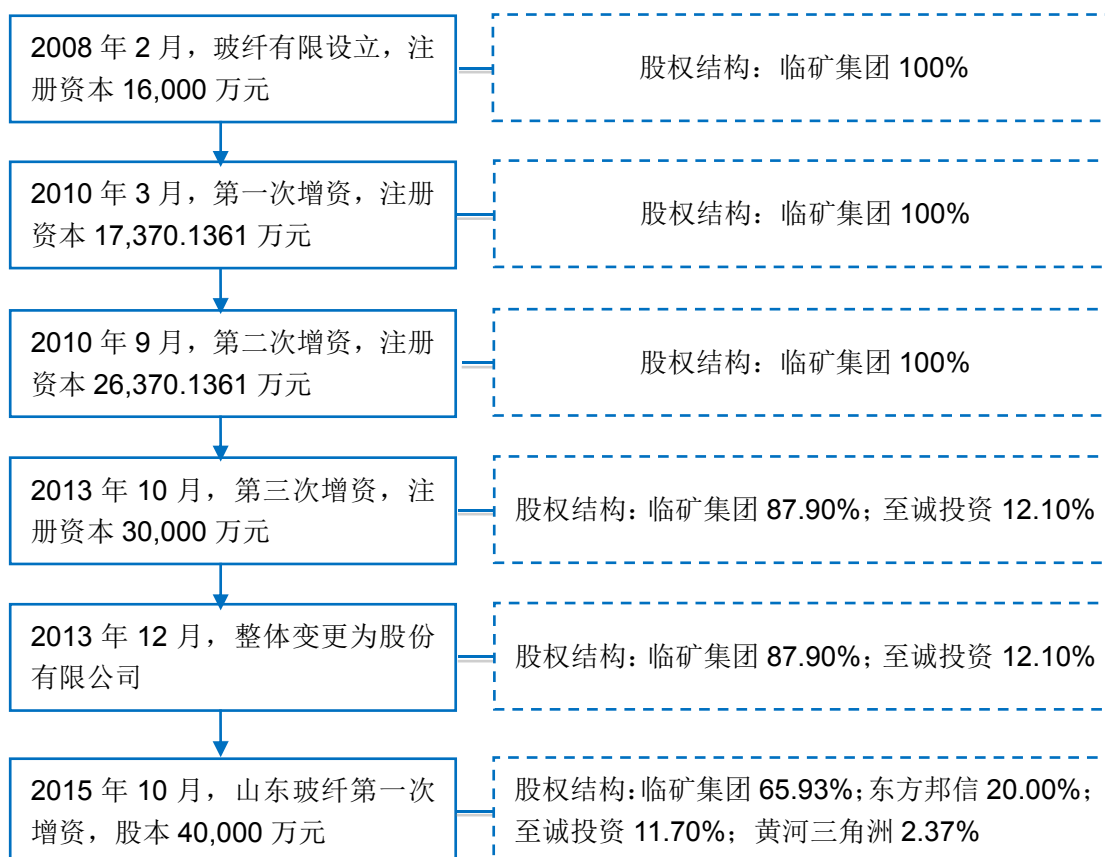 2008 年 2 月，玻纤有限设立，注
册资本 16,000 万元
股权结构：临矿集团 100%
2010 年 3 月，第一次增资，注册
资本 17,370.1361 万元
股权结构：临矿集团 100%
2010 年 9 月，第二次增资，注册
资本 26,370.1361 万元
股权结构：临矿集团 100%
2013 年 10 月，第三次增资，注
册资本 30,000 万元
股权结构：临矿集团 87.90%；至诚投资 12.10%
2013 年 12 月，整体变更为股份
有限公司
股权结构：临矿集团 87.90%；至诚投资 12.10%
2015 年 10 月，山东玻纤第一次
增资，股本 40,000 万元
股权结构：临矿集团 65.93%；东方邦信 20.00%；
至诚投资 11.70%；黄河三角洲 2.37%